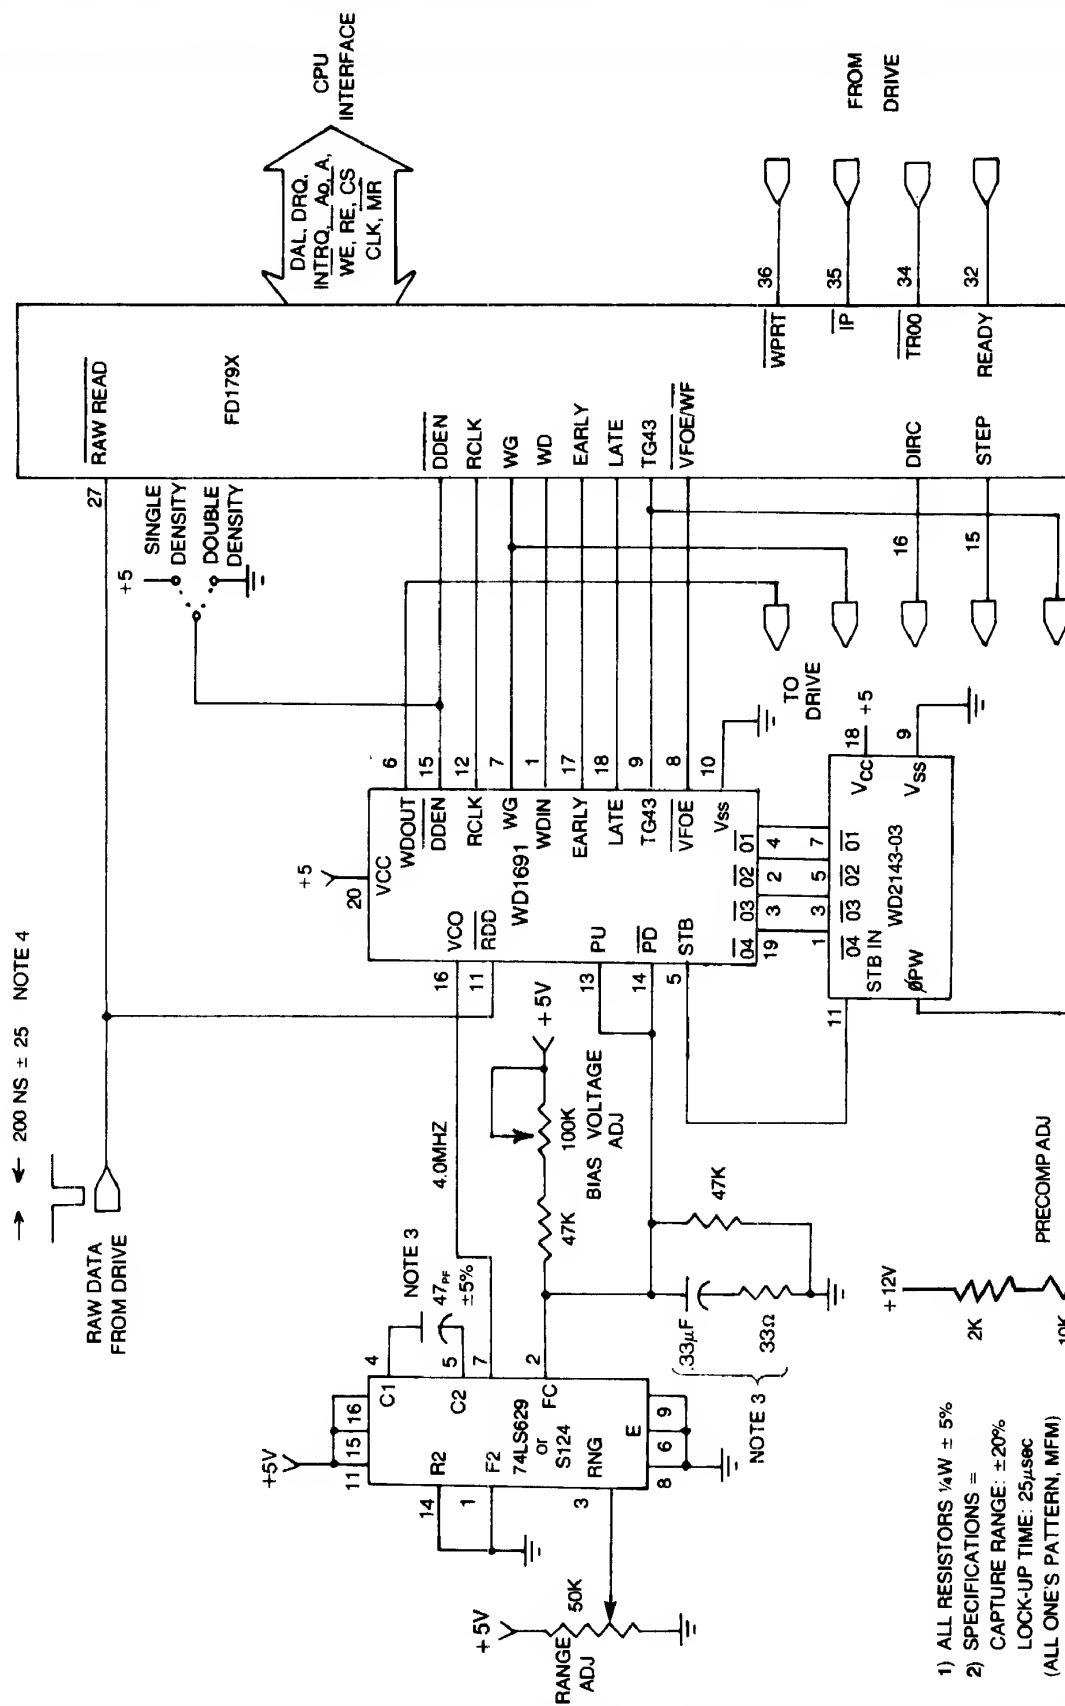 → ← 200 NS ± 25 NOTE 4
RAW DATA
FROM DRIVE
27
RAW READ
FD179X
+5
SINGLE
DENSITY
DOUBLE
DENSITY
DAL, DRQ,
INTRQ, A0, A,
WE, RE, CS
CLK, MR
CPU
INTERFACE
DDEN
RCLK
WG
WD
EARLY
LATE
TG43
VFOE/WF
DIRC
STEP
16
15
WPRT
IP
TR00
READY
36
35
34
32
FROM
DRIVE
TO
DRIVE
+5
20
VCC
WD1691
6
15
12
7
1
17
18
9
8
10
WDOUT
DDEN
RCLK
WG
WDIN
EARLY
LATE
TG43
VFOE
VSS
16
11
13
14
5
VCO
RDD
PU
PD
STB
04 03 02 01
19 3 2 4
1 3 5 7
04 03 02 01
WD2143-03
STB IN
ØPW
11
VCC
VSS
18 +5
9
4.0MHZ
+5V
100K
47K
BIAS VOLTAGE
ADJ
47K
.33µF
33Ω
NOTE 3
NOTE 3
47PF
±5%
+5V
11 15 16
4
5
7
2
C1
C2
FC
R2
F2
74LS629
or
S124
RNG
E
14
1
3
8 6 9
+5V
50K
RANGE
ADJ
+12V
2K
10K
PRECOMP ADJ
1) ALL RESISTORS ¼W ± 5%
2) SPECIFICATIONS =
CAPTURE RANGE: ±20%
LOCK-UP TIME: 25µsec
(ALL ONE'S PATTERN, MFM)